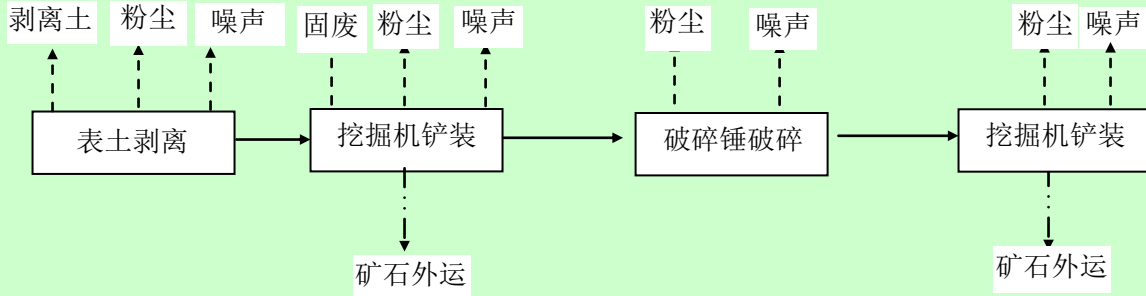 剥离土 粉尘 噪声 固废 粉尘 噪声 粉尘 噪声 粉尘 噪声
表土剥离 挖掘机铲装 破碎锤破碎 挖掘机铲装
矿石外运 矿石外运